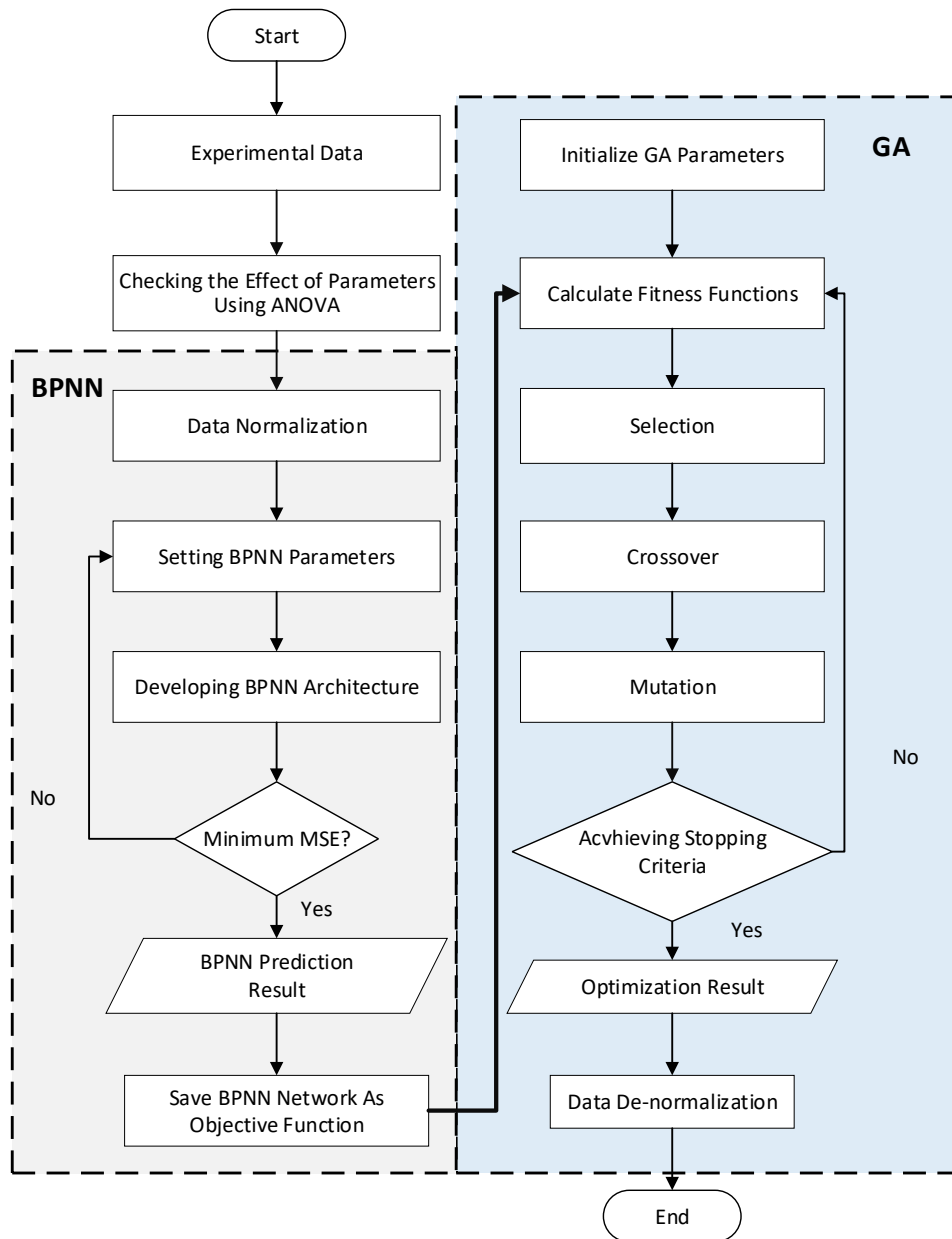 Start
Experimental Data
Checking the Effect of Parameters
Using ANOVA
BPNN
Data Normalization
Setting BPNN Parameters
Developing BPNN Architecture
No
Minimum MSE?
Yes
BPNN Prediction
Result
Save BPNN Network As
Objective Function
GA
Initialize GA Parameters
Calculate Fitness Functions
Selection
Crossover
Mutation
No
Acvhieving Stopping
Criteria
Yes
Optimization Result
Data De-normalization
End